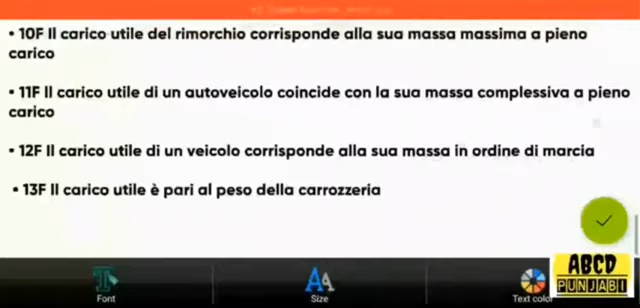 • 10F Il carico utile del rimorchio corrisponde alla sua massa massima a pieno
carico
• 11F Il carico utile di un autoveicolo coincide con la sua massa complessiva a pieno
carico
• 12F Il carico utile di un veicolo corrisponde alla sua massa in ordine di marcia
• 13F Il carico utile è pari al peso della carrozzeria
Font
Size
Text color
ABCD
PUNJABI